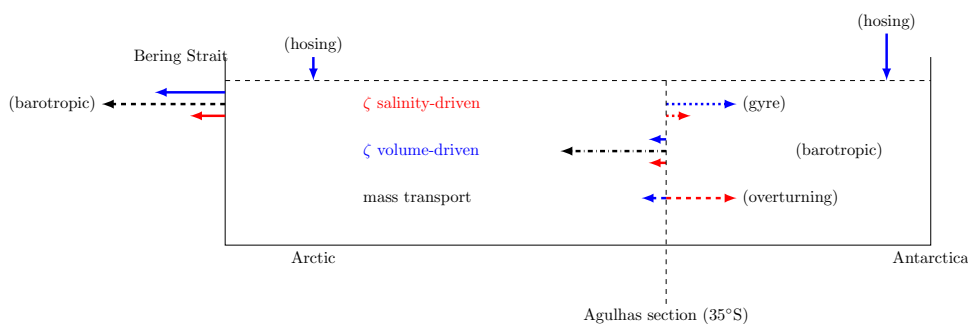 (hosing)
(hosing)
Bering Strait
(barotropic)
ζ salinity-driven
(gyre)
ζ volume-driven
(barotropic)
mass transport
(overturning)
Arctic
Antarctica
Agulhas section (35°S)